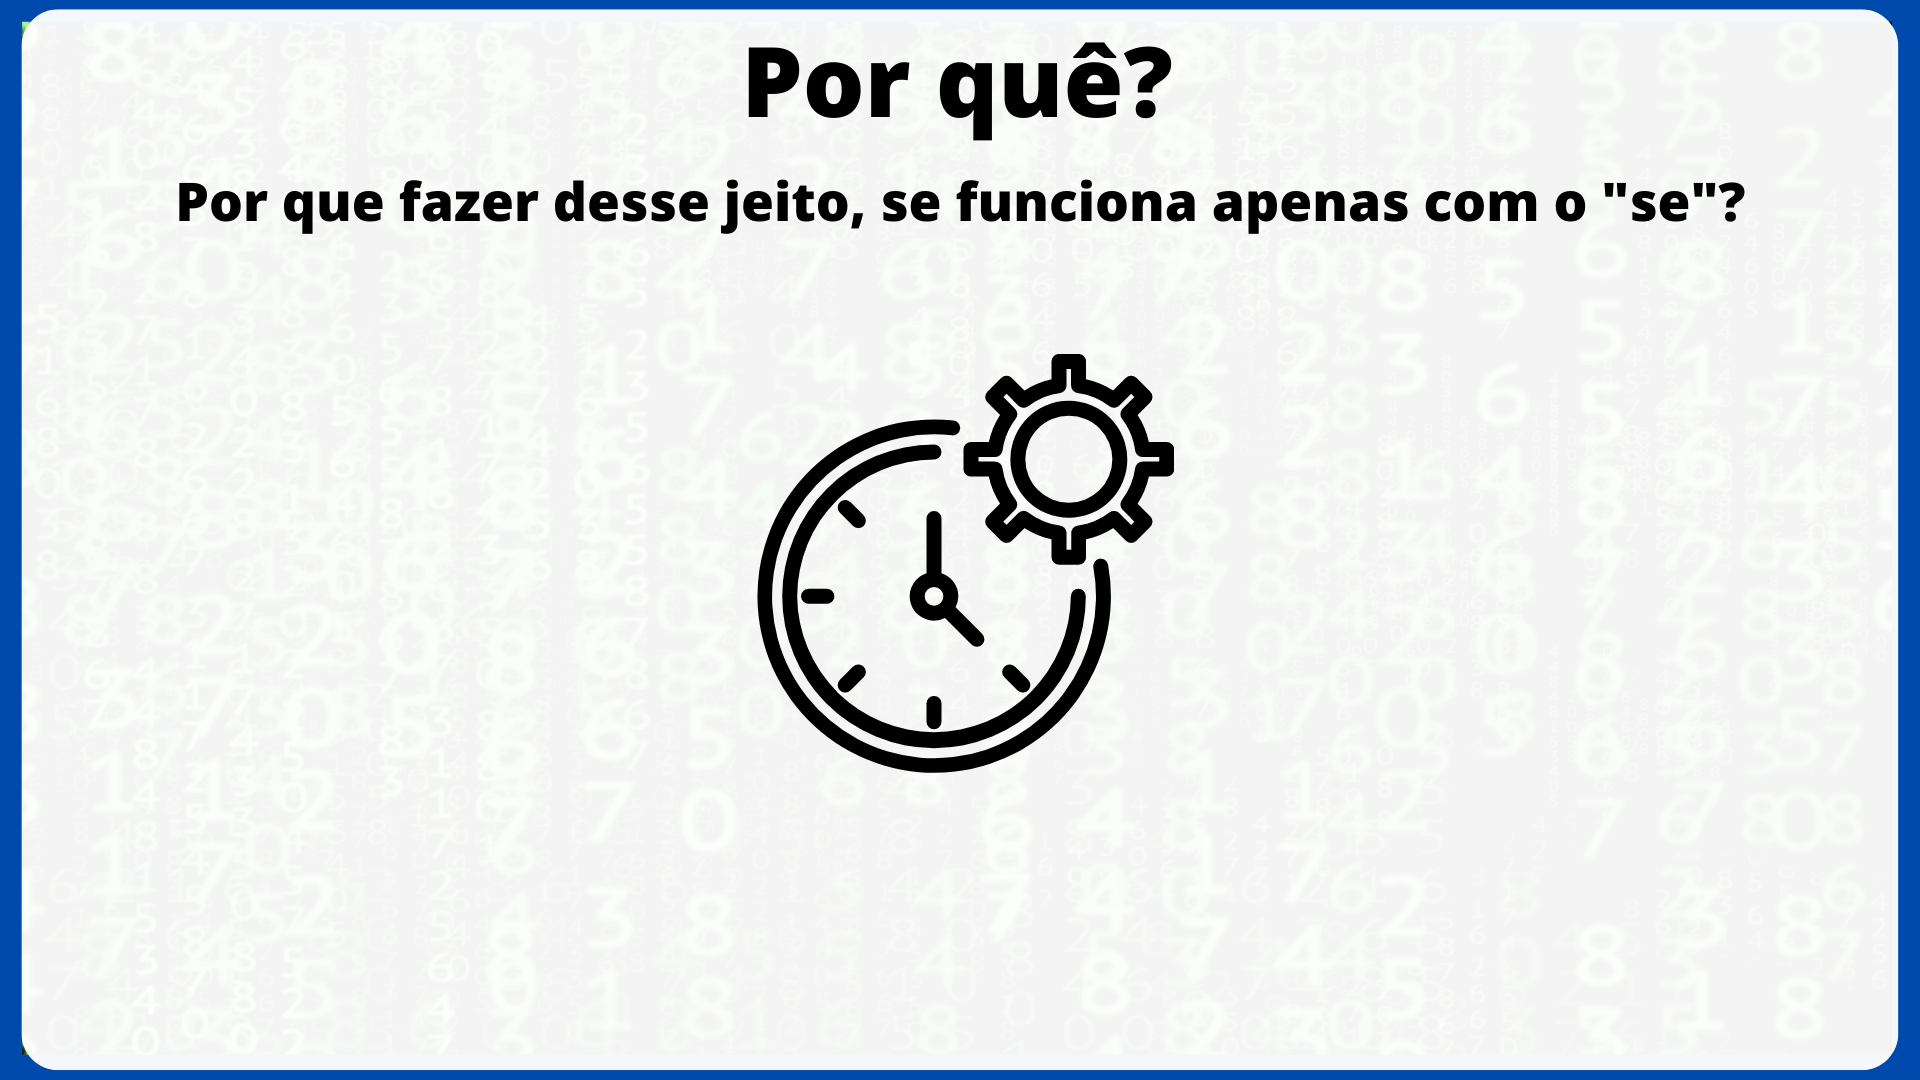 Por quê?
Por que fazer desse jeito, se funciona apenas com o "se"?